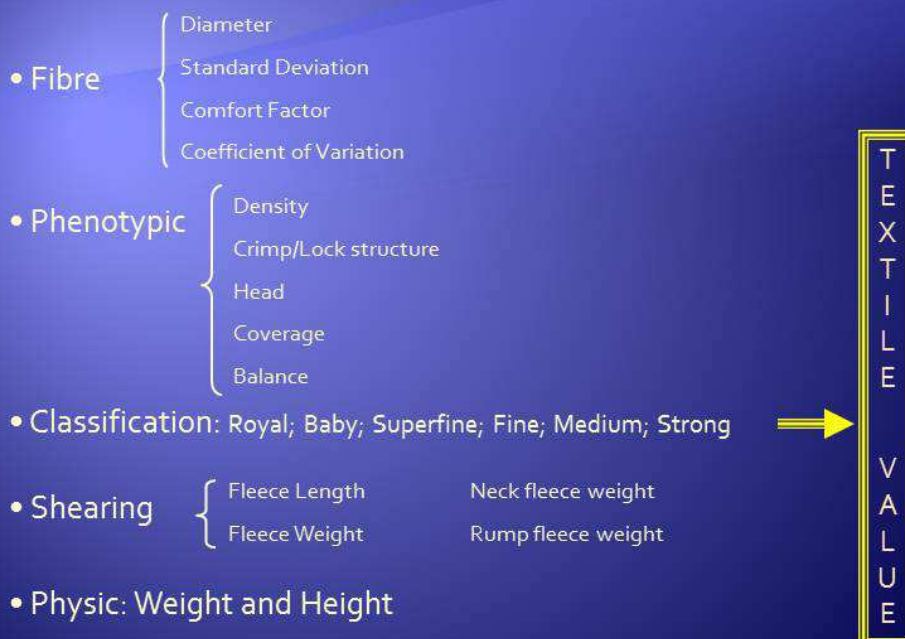 • Fibre
Diameter
Standard Deviation
Comfort Factor
Coefficient of Variation
• Phenotypic
Density
Crimp/Lock structure
Head
Coverage
Balance
• Classification: Royal; Baby; Superfine; Fine; Medium; Strong
• Shearing
Fleece Length
Neck fleece weight
Fleece Weight
Rump fleece weight
• Physic: Weight and Height
TEXTILE VALUE